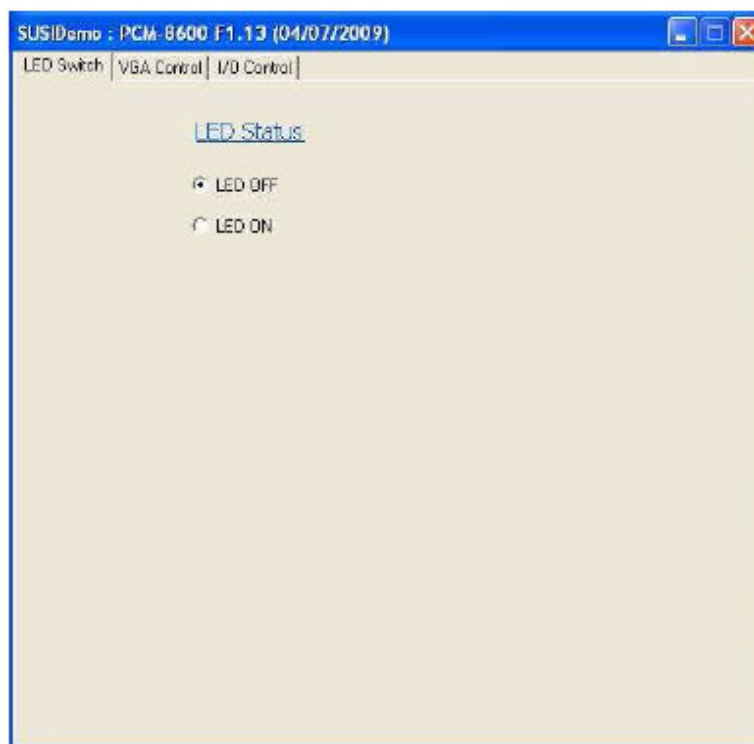 SUSIDemo : PCM-8600 F1.13 (04/07/2009)
LED Switch VGA Control I/O Control
LED Status
LED OFF
LED ON